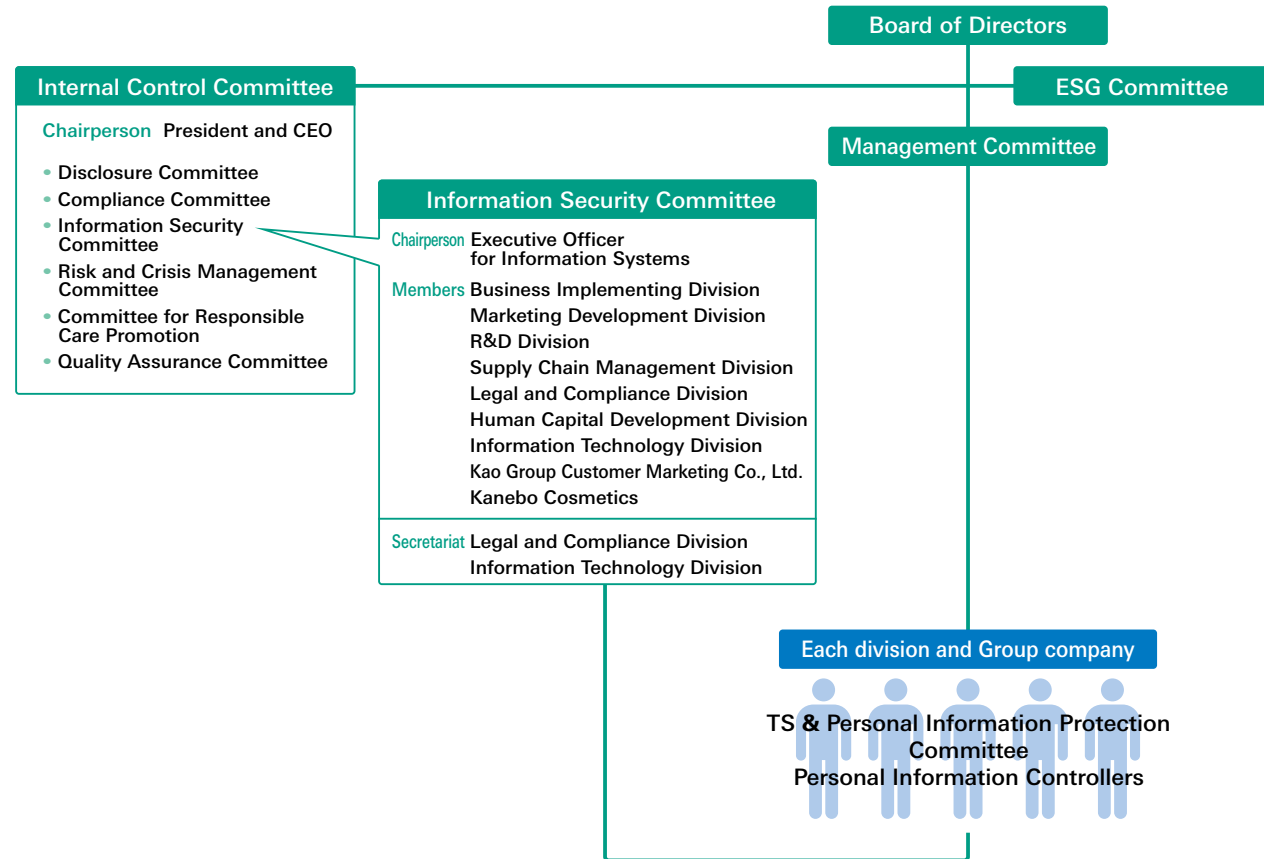 Board of Directors
Internal Control Committee
ESG Committee
Chairperson President and CEO
• Disclosure Committee
• Compliance Committee
• Information Security
Committee
• Risk and Crisis Management
Committee
• Committee for Responsible
Care Promotion
• Quality Assurance Committee
Management Committee
Information Security Committee
Chairperson Executive Officer
for Information Systems
Members Business Implementing Division
Marketing Development Division
R&D Division
Supply Chain Management Division
Legal and Compliance Division
Human Capital Development Division
Information Technology Division
Kao Group Customer Marketing Co., Ltd.
Kanebo Cosmetics
Secretariat Legal and Compliance Division
Information Technology Division
Each division and Group company
TS & Personal Information Protection
Committee
Personal Information Controllers